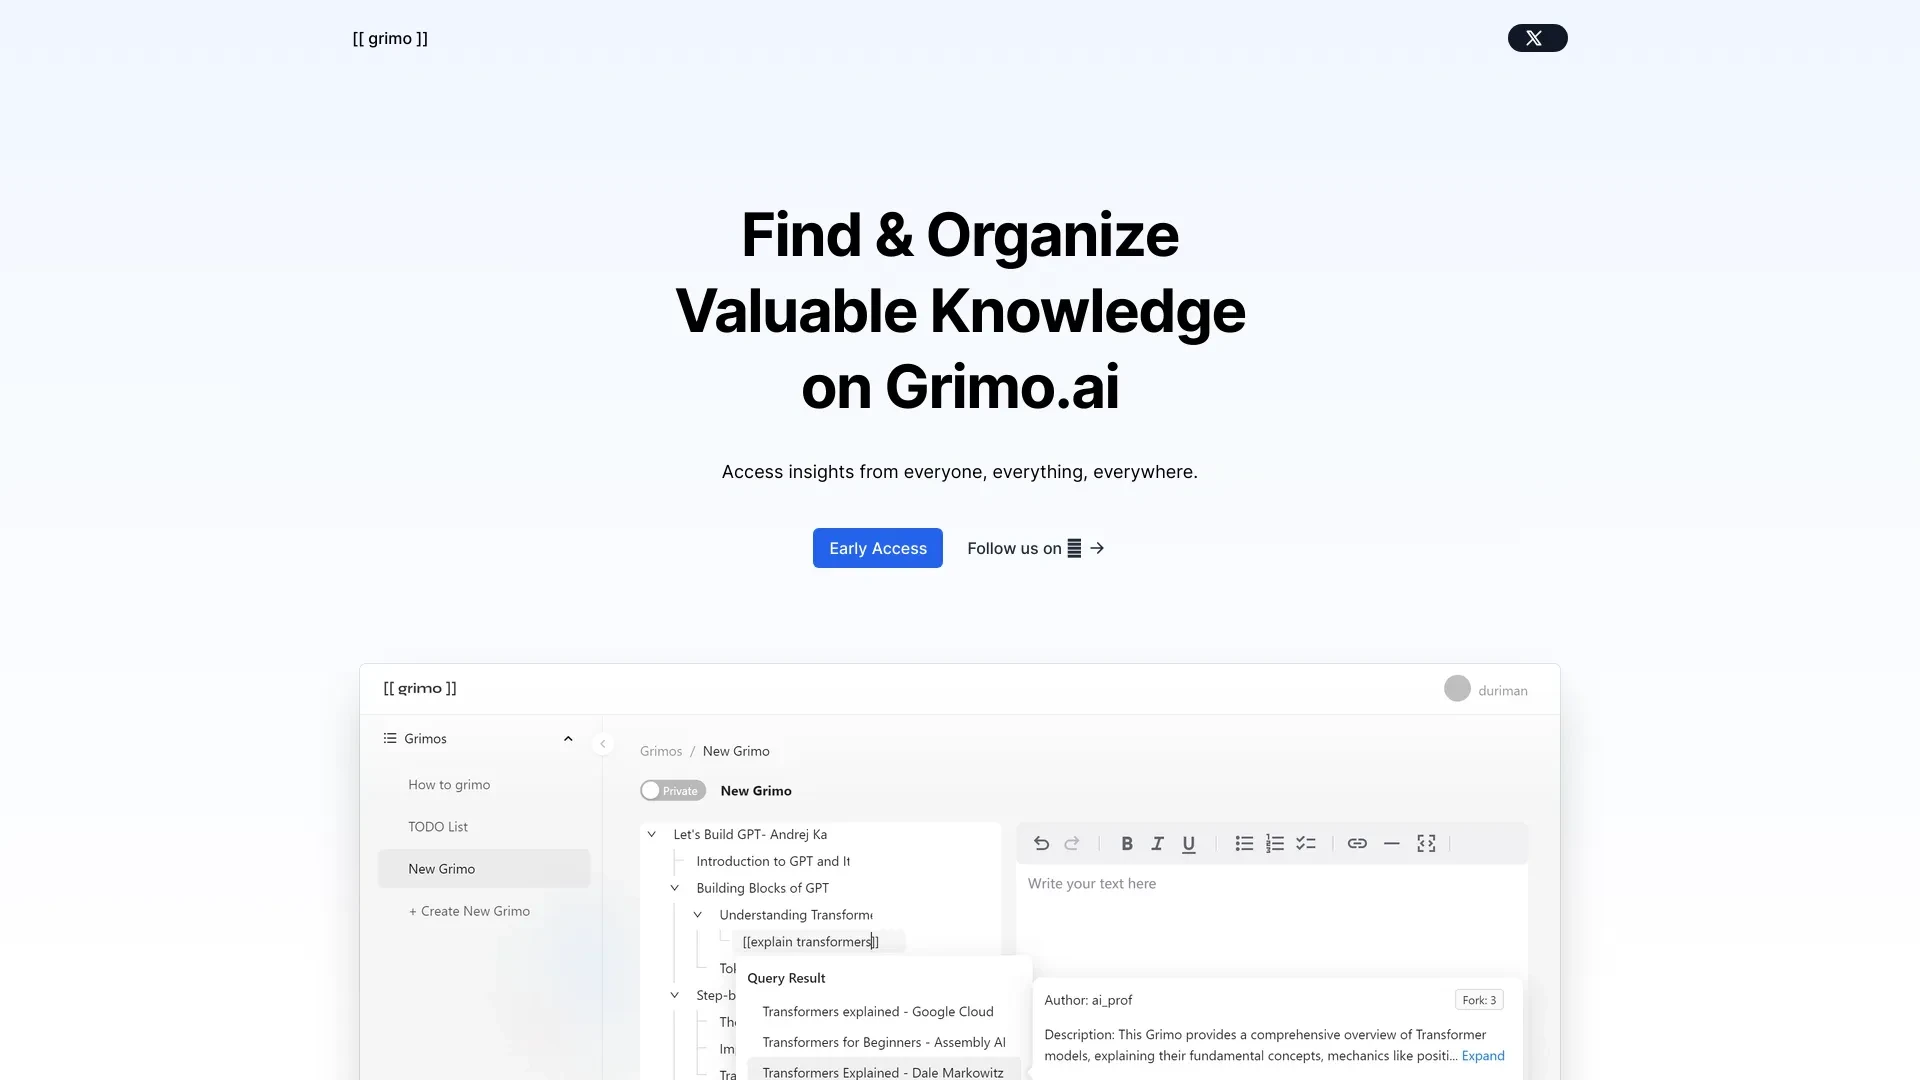 [[ grimo ]]
Find & Organize
Valuable Knowledge
on Grimo.ai
Access insights from everyone, everything, everywhere.
Early Access
Follow us on
[[ grimo ]]
duriman
Grimos
How to grimo
TODO List
New Grimo
+ Create New Grimo
Grimos / New Grimo
Private
New Grimo
Let's Build GPT- Andrej Ka
Introduction to GPT and It
Building Blocks of GPT
Understanding Transforme
[[explain transformers]]
Tok
Step-b
The
Im
Tra
Query Result
Transformers explained - Google Cloud
Transformers for Beginners - Assembly AI
Transformers Explained - Dale Markowitz
B I U
Write your text here
Author: ai_prof
Fork: 3
Description: This Grimo provides a comprehensive overview of Transformer
models, explaining their fundamental concepts, mechanics like positi... Expand